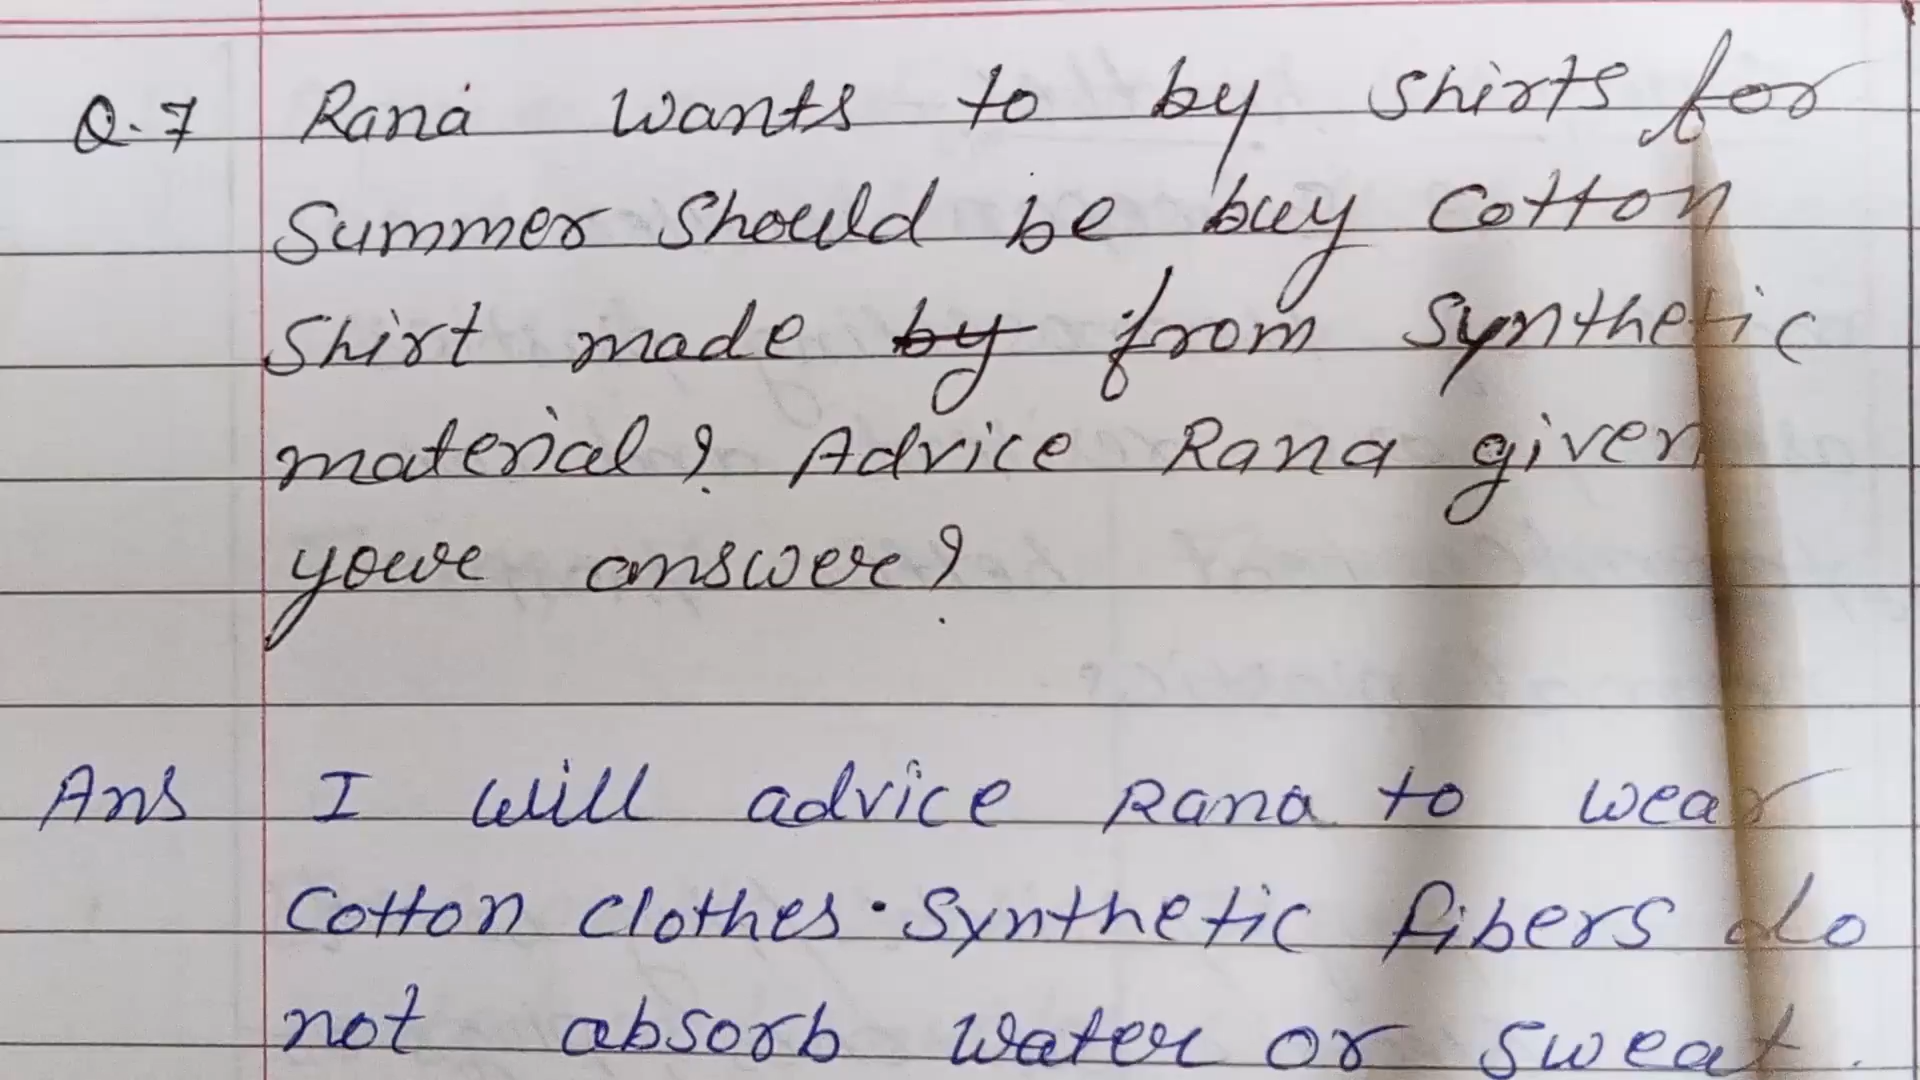 Q.7 Rana wants to by shirts for
Summer Should be buy Cotton
Shirt made by from synthetic
material? Advice Rana given
youre answere?
Ans I will advice Rana to wear
Cotton clothes. Synthetic fibers do
not absorb water or sweat.